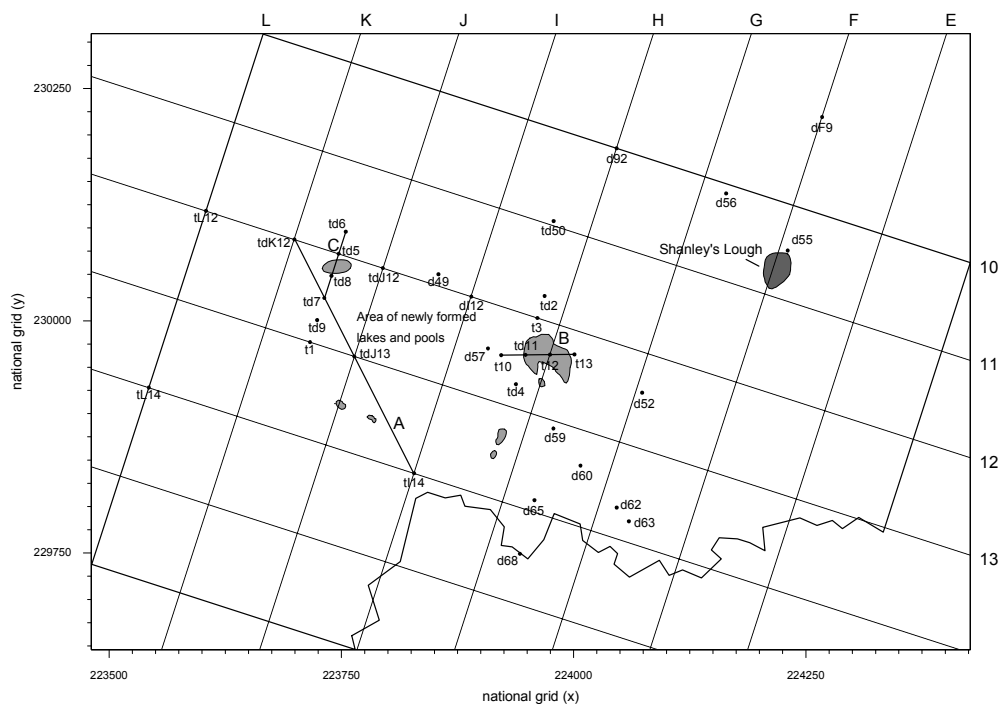 L K J I H G F E
230250
dF9
d92
d56
tL12
td6
td50
tdK12
C
td5
Shanley's Lough
d55
10
td8
tdJ12
d49
td7
dI12
td2
Area of newly formed
230000
td9
t3
lakes and pools
t1
tdJ13
d57
td11
B
t10
t12
t13
11
tL14
td4
d52
A
d59
12
d60
tI14
d65
d62
d63
229750
d68
13
national grid (y)
223500 223750 224000 224250
national grid (x)